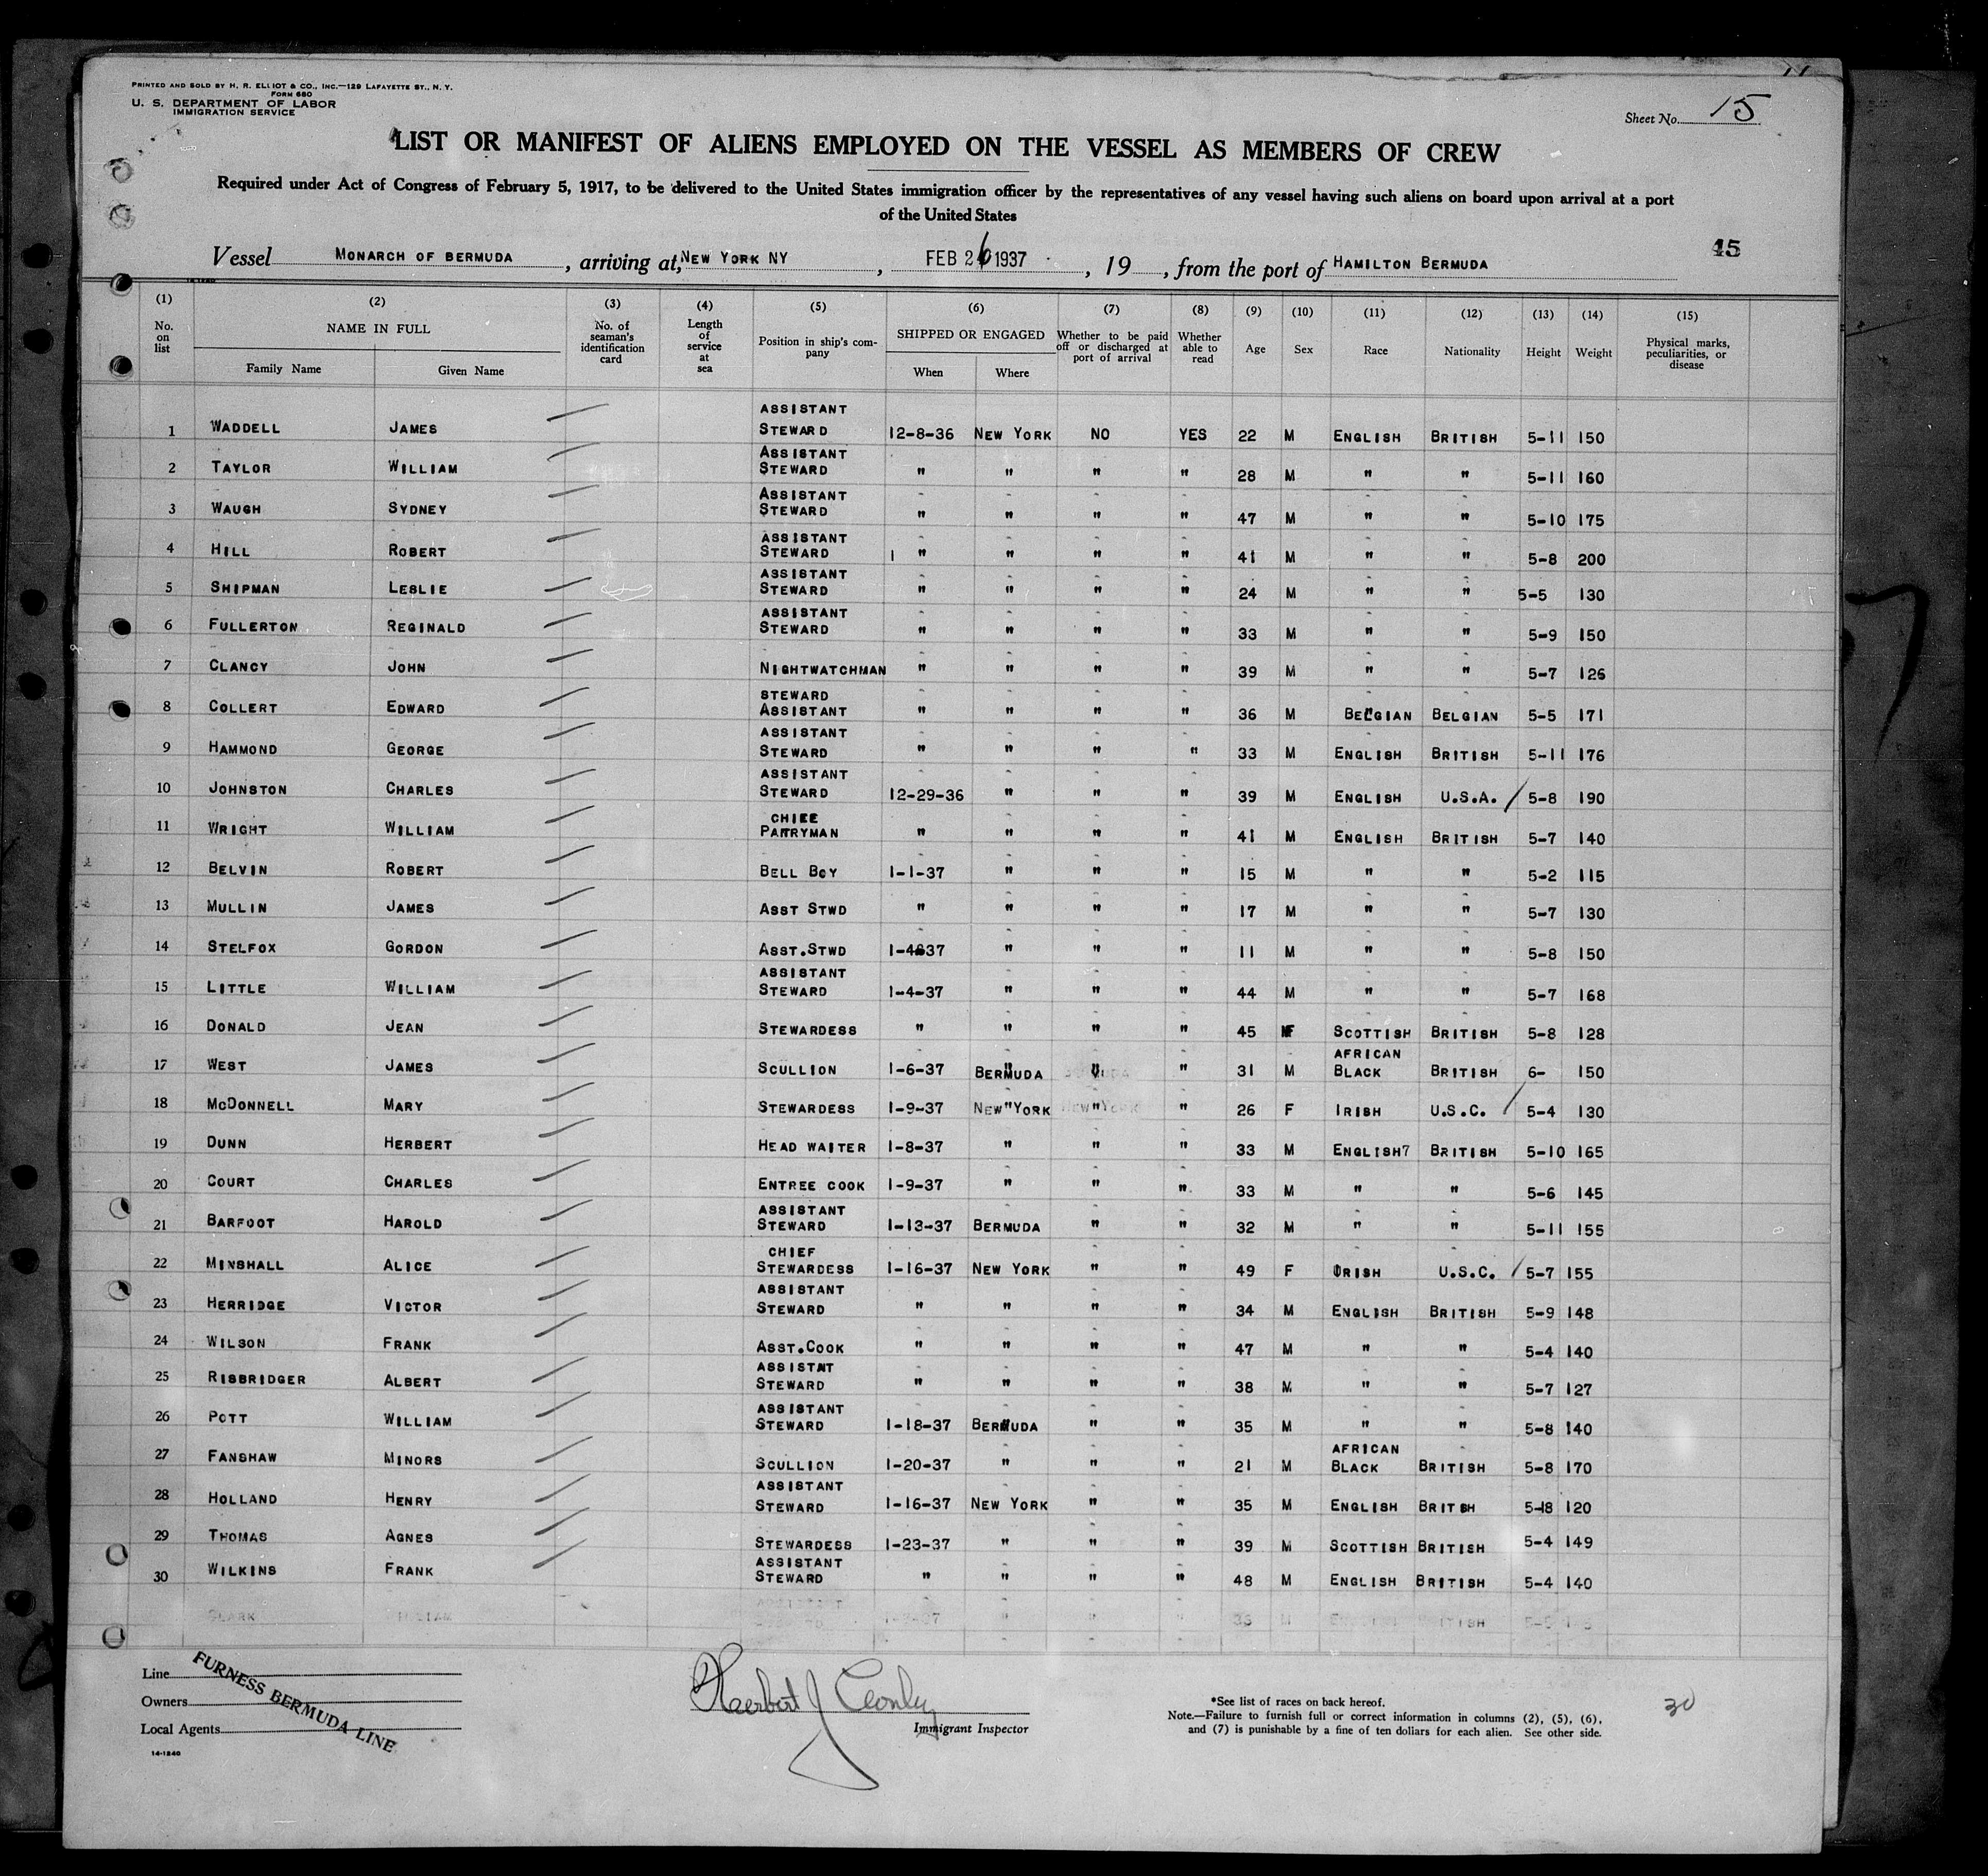 PRINTED AND SOLD BY H. R. ELLIOT & CO., INC.—129 LAFAYETTE ST., N. Y.
FORM 680
U. S. DEPARTMENT OF LABOR
IMMIGRATION SERVICE
Sheet No. 15
LIST OR MANIFEST OF ALIENS EMPLOYED ON THE VESSEL AS MEMBERS OF CREW
Required under Act of Congress of February 5, 1917, to be delivered to the United States immigration officer by the representatives of any vessel having such aliens on board upon arrival at a port
of the United States
45
Vessel MONARCH OF BERMUDA, arriving at, NEW YORK NY, FEB 26 1937, 19, from the port of HAMILTON BERMUDA
(1) No. on list (2) NAME IN FULL Family Name Given Name (3) No. of seaman's identification card (4) Length of service at sea (5) Position in ship's company (6) SHIPPED OR ENGAGED When Where (7) Whether to be paid off or discharged at port of arrival (8) Whether able to read (9) Age (10) Sex (11) Race (12) Nationality (13) Height (14) Weight (15) Physical marks, peculiarities, or disease
1 WADDELL JAMES ASSISTANT STEWARD 12-8-36 NEW YORK NO YES 22 M ENGLISH BRITISH 5-11 150
2 TAYLOR WILLIAM ASSISTANT STEWARD " " " " 28 M " " 5-11 160
3 WAUGH SYDNEY ASSISTANT STEWARD " " " " 47 M " " 5-10 175
4 HILL ROBERT ASSISTANT STEWARD " " " " 41 M " " 5-8 200
5 SHIPMAN LESLIE ASSISTANT STEWARD " " " " 24 M " " 5-5 130
6 FULLERTON REGINALD ASSISTANT STEWARD " " " " 33 M " " 5-9 150
7 CLANCY JOHN NIGHTWATCHMAN " " " " 39 M " " 5-7 126
8 COLLERT EDWARD STEWARD ASSISTANT " " " " 36 M BELGIAN BELGIAN 5-5 171
9 HAMMOND GEORGE ASSISTANT STEWARD " " " " 33 M ENGLISH BRITISH 5-11 176
10 JOHNSTON CHARLES ASSISTANT STEWARD 12-29-36 " " " 39 M ENGLISH U.S.A. 5-8 190
11 WRIGHT WILLIAM CHIEF PANTRYMAN " " " " 41 M ENGLISH BRITISH 5-7 140
12 BELVIN ROBERT BELL BOY 1-1-37 " " " 15 M " " 5-2 115
13 MULLIN JAMES ASST STWD " " " " 17 M " " 5-7 130
14 STELFOX GORDON ASST.STWD 1-4-37 " " " 11 M " " 5-8 150
15 LITTLE WILLIAM ASSISTANT STEWARD 1-4-37 " " " 44 M " " 5-7 168
16 DONALD JEAN STEWARDESS " " " " 45 F SCOTTISH BRITISH 5-8 128
17 WEST JAMES SCULLION 1-6-37 BERMUDA " " 31 M AFRICAN BLACK BRITISH 6- 150
18 MCDONNELL MARY STEWARDESS 1-9-37 NEW YORK " " 26 F IRISH U.S.C. 5-4 130
19 DUNN HERBERT HEAD WAITER 1-8-37 " " " 33 M ENGLISH7 BRITISH 5-10 165
20 COURT CHARLES ENTREE COOK 1-9-37 " " " 33 M " " 5-6 145
21 BARFOOT HAROLD ASSISTANT STEWARD 1-13-37 BERMUDA " " 32 M " " 5-11 155
22 MINSHALL ALICE CHIEF STEWARDESS 1-16-37 NEW YORK " " 49 F IRISH U.S.C. 5-7 155
23 HERRIDGE VICTOR ASSISTANT STEWARD " " " " 34 M ENGLISH BRITISH 5-9 148
24 WILSON FRANK ASST.COOK " " " " 47 M " " 5-4 140
25 RISBRIDGER ALBERT ASSISTNT STEWARD " " " " 38 M " " 5-7 127
26 POTT WILLIAM ASSISTANT STEWARD 1-18-37 BERMUDA " " 35 M " " 5-8 140
27 FANSHAW MINORS SCULLION 1-20-37 " " " 21 M AFRICAN BLACK BRITISH 5-8 170
28 HOLLAND HENRY ASSISTANT STEWARD 1-16-37 NEW YORK " " 35 M ENGLISH BRITSH 5-8 120
29 THOMAS AGNES STEWARDESS 1-23-37 " " " 39 M SCOTTISH BRITISH 5-4 149
30 WILKINS FRANK ASSISTANT STEWARD " " " " 48 M ENGLISH BRITISH 5-4 140
Line
Owners
Local Agents
FURNESS BERMUDA LINE
14-1240
Herbert J
Immigrant Inspector
*See list of races on back hereof.
Note.—Failure to furnish full or correct information in columns (2), (5), (6),
and (7) is punishable by a fine of ten dollars for each alien. See other side.
30